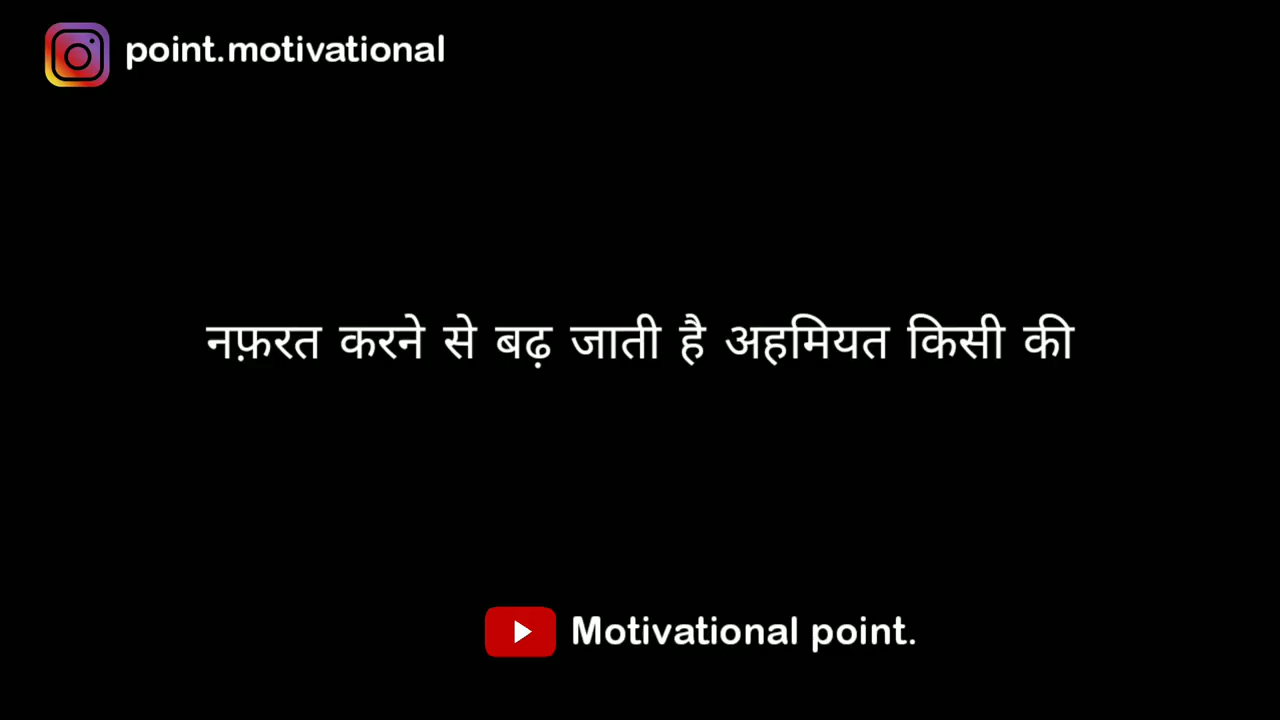 point.motivational
नफ़रत करने से बढ़ जाती है अहमियत किसी की
Motivational point.